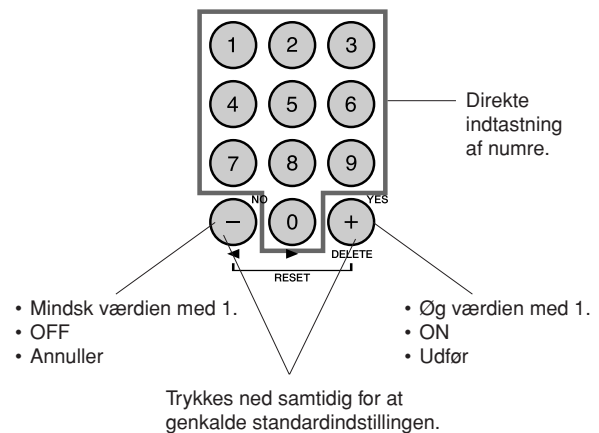 1 2 3
4 5 6
7 8 9
NO YES
− 0 +
◄ ► DELETE
RESET
Direkte
indtastning
af numre.
• Mindsk værdien med 1.
• OFF
• Annuller
• Øg værdien med 1.
• ON
• Udfør
Trykkes ned samtidig for at
genkalde standardindstillingen.